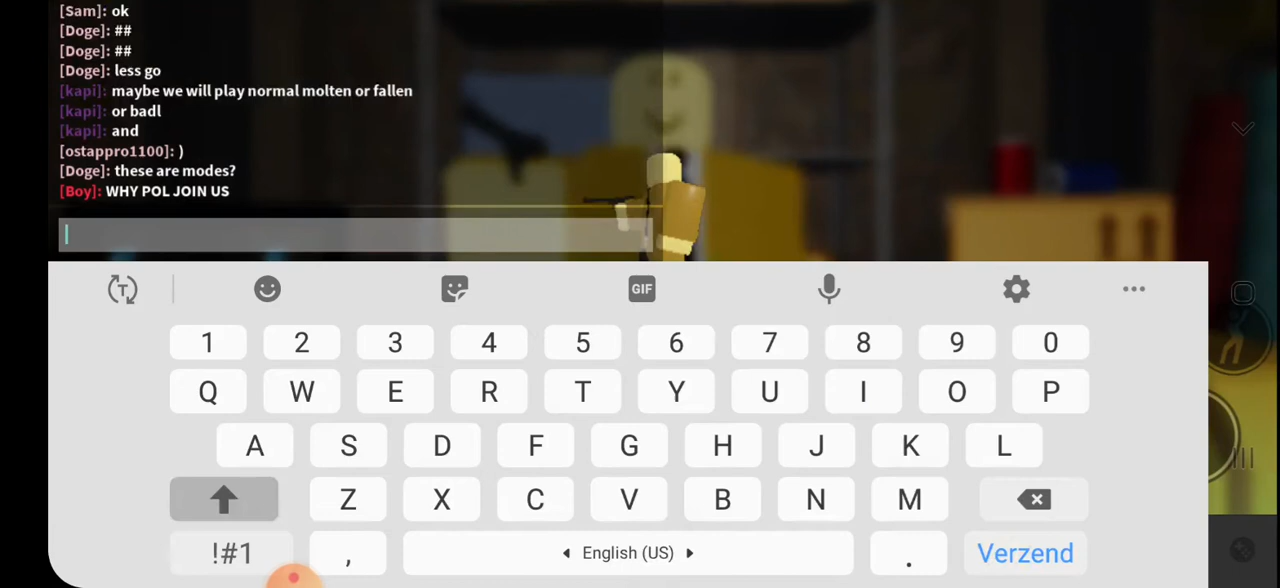 [Sam]: ok
[Doge]: ##
[Doge]: ##
[Doge]: less go
[kapi]: maybe we will play normal molten or fallen
[kapi]: or badl
[kapi]: and
[ostappro1100]: )
[Doge]: these are modes?
[Boy]: WHY POL JOIN US
T
GIF
1 2 3 4 5 6 7 8 9 0
Q W E R T Y U I O P
A S D F G H J K L
Z X C V B N M
!#1 , English (US) . Verzend